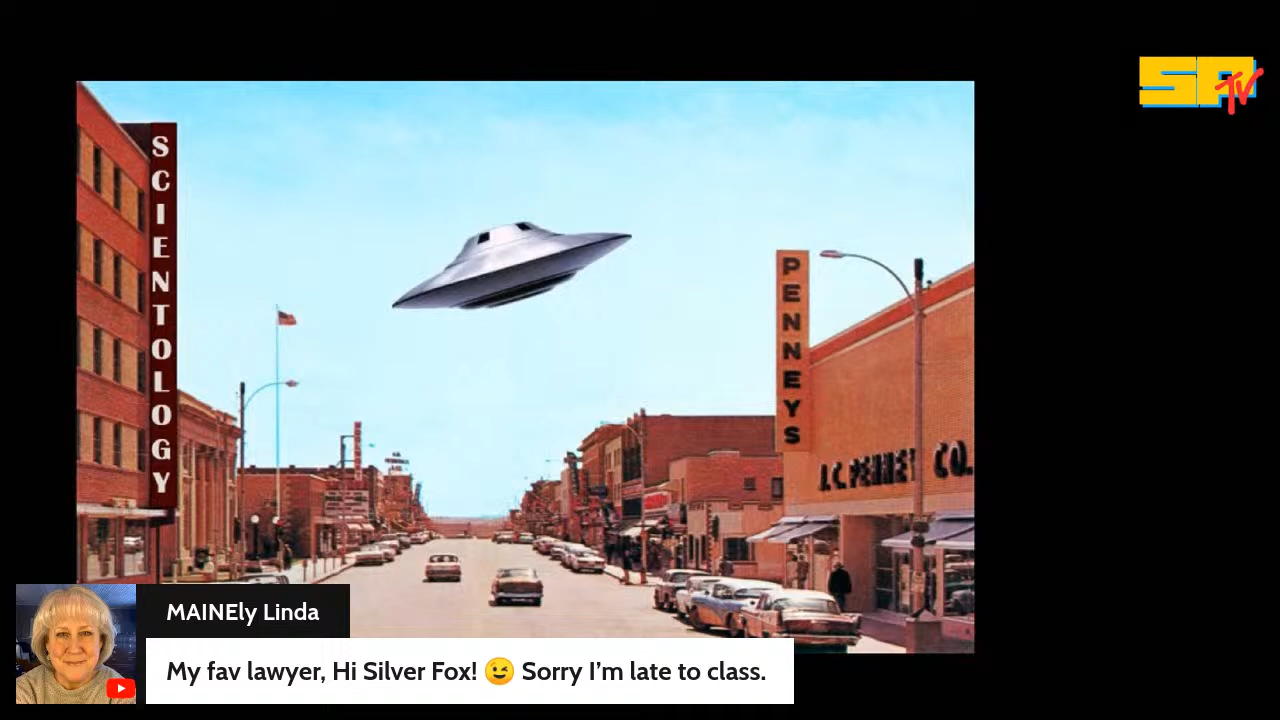 SPTV
SCIENTOLOGY
PENNEYS
J.C. PENNEY CO.
MAINEly Linda
My fav lawyer, Hi Silver Fox! 😉 Sorry I’m late to class.